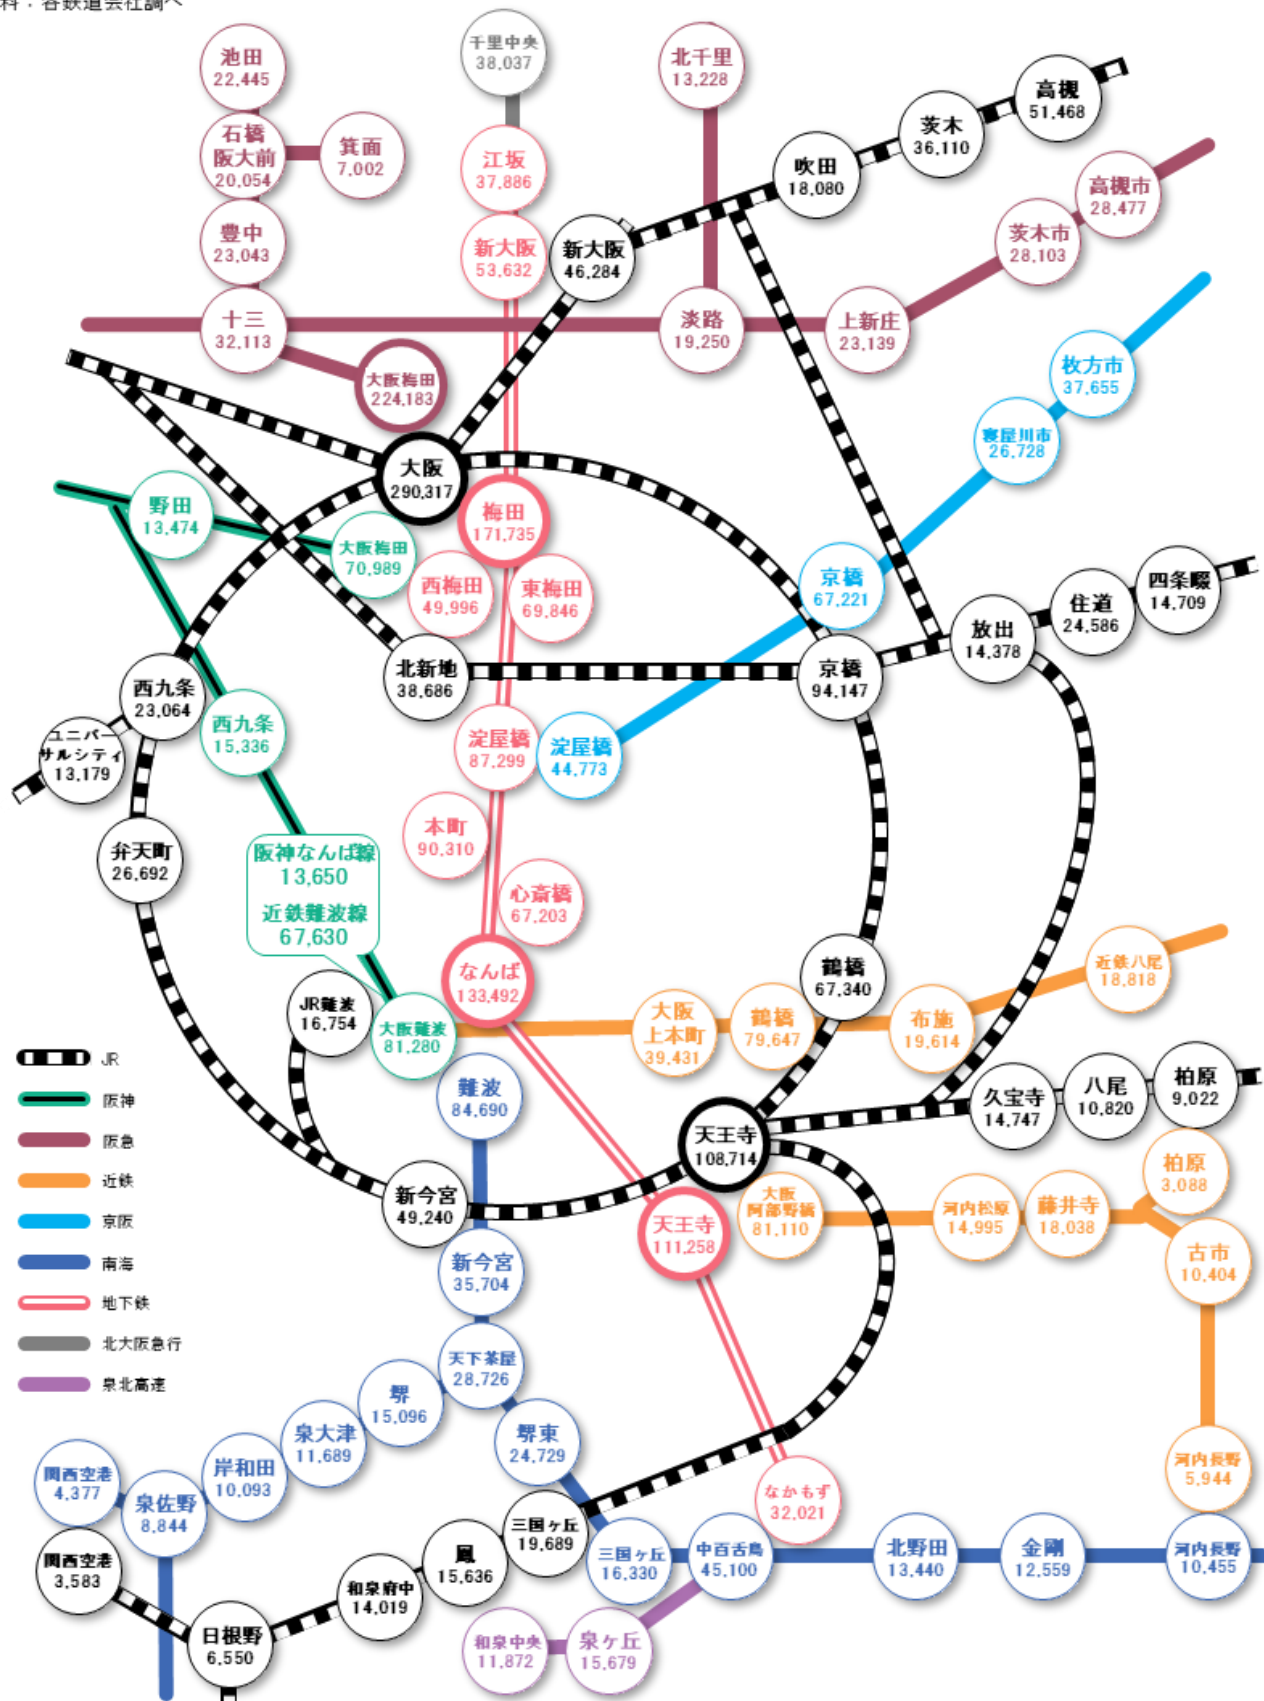 料：各鉄道会社調べ
池田
22,445
千里中央
38,037
北千里
13,228
高槻
51,468
茨木
36,110
石橋
阪大前
20,054
箕面
7,002
江坂
37,886
吹田
18,080
高槻市
28,477
豊中
23,043
新大阪
53,632
新大阪
46,284
茨木市
28,103
十三
32,113
淡路
19,250
上新庄
23,139
大阪梅田
224,183
枚方市
37,655
寝屋川市
26,728
大阪
290,317
野田
13,474
梅田
171,735
大阪梅田
70,989
西梅田
49,996
東梅田
69,846
京橋
67,221
四条畷
14,709
住道
24,586
放出
14,378
北新地
38,686
京橋
94,147
西九条
23,064
西九条
15,336
淀屋橋
87,299
淀屋橋
44,773
ユニバー
サルシティ
13,179
本町
90,310
弁天町
26,692
阪神なんば線
13,650
近鉄難波線
67,630
心斎橋
67,203
なんば
133,492
鶴橋
67,340
近鉄八尾
18,818
JR難波
16,754
大阪難波
81,280
大阪
上本町
39,431
鶴橋
79,647
布施
19,614
JR
阪神
阪急
近鉄
京阪
南海
地下鉄
北大阪急行
泉北高速
難波
84,690
久宝寺
14,747
八尾
10,820
柏原
9,022
天王寺
108,714
柏原
3,088
新今宮
49,240
天王寺
111,258
大阪
阿部野橋
81,110
河内松原
14,995
藤井寺
18,038
古市
10,404
新今宮
35,704
天下茶屋
28,726
堺
15,096
泉大津
11,689
堺東
24,729
岸和田
10,093
関西空港
4,377
泉佐野
8,844
河内長野
5,944
なかもず
32,021
三国ヶ丘
19,689
関西空港
3,583
鳳
15,636
三国ヶ丘
16,330
中百舌鳥
45,100
北野田
13,440
金剛
12,559
河内長野
10,455
和泉府中
14,019
日根野
6,550
和泉中央
11,872
泉ケ丘
15,679